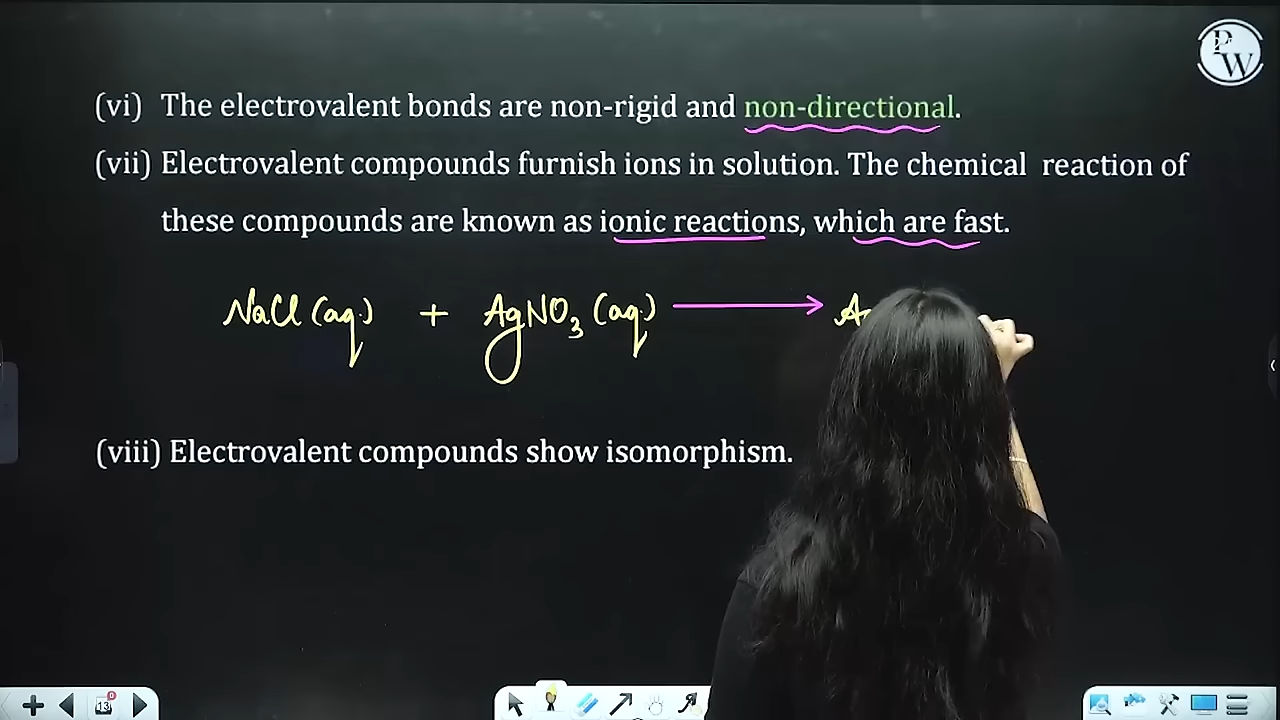 PW
(vi) The electrovalent bonds are non-rigid and non-directional.
(vii) Electrovalent compounds furnish ions in solution. The chemical reaction of
these compounds are known as ionic reactions, which are fast.
NaCl (aq.) + AgNO₃ (aq.) ⟶
(viii) Electrovalent compounds show isomorphism.
13